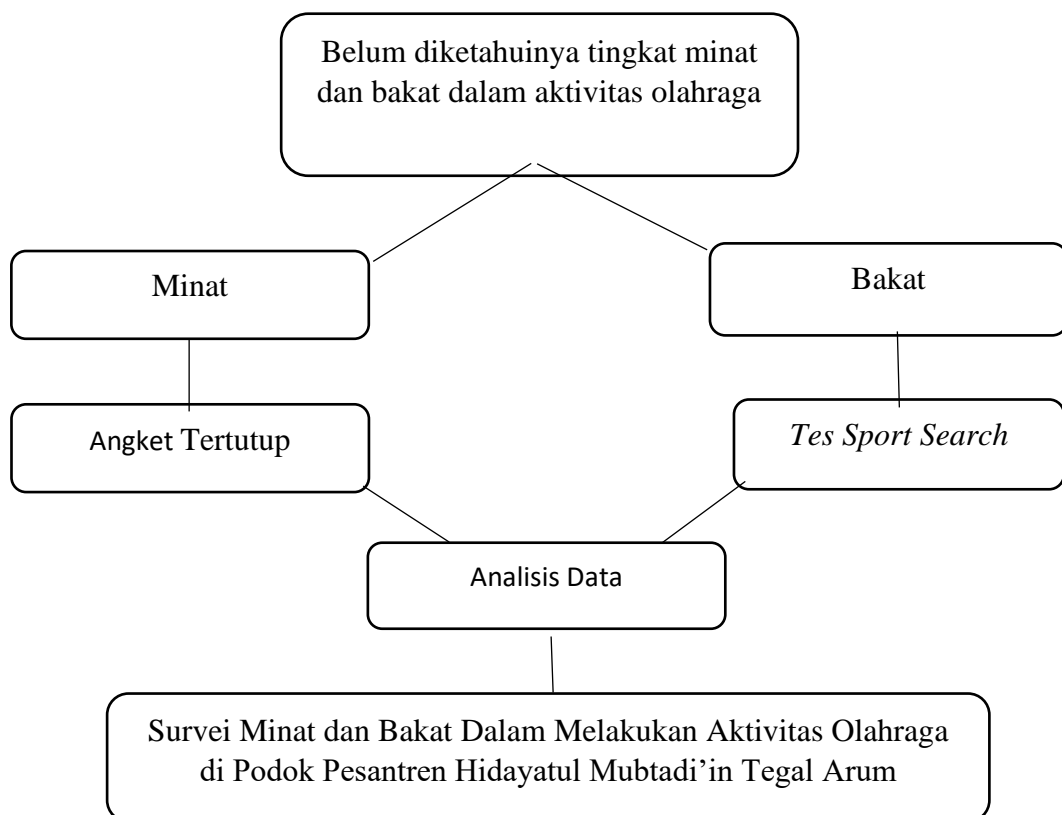 Belum diketahuinya tingkat minat
dan bakat dalam aktivitas olahraga
Minat
Bakat
Angket Tertutup
Tes Sport Search
Analisis Data
Survei Minat dan Bakat Dalam Melakukan Aktivitas Olahraga
di Podok Pesantren Hidayatul Mubtadi’in Tegal Arum